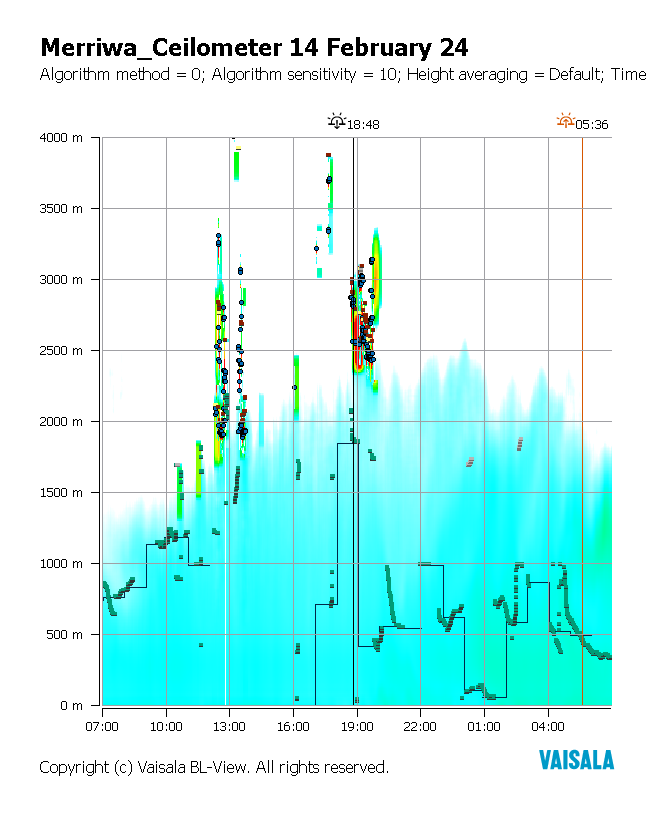 Merriwa_Ceilometer 14 February 24
Algorithm method = 0; Algorithm sensitivity = 10; Height averaging = Default; Time
18:48 05:36
4000 m
3500 m
3000 m
2500 m
2000 m
1500 m
1000 m
500 m
0 m
07:00 10:00 13:00 16:00 19:00 22:00 01:00 04:00
Copyright (c) Vaisala BL-View. All rights reserved.
VAISALA